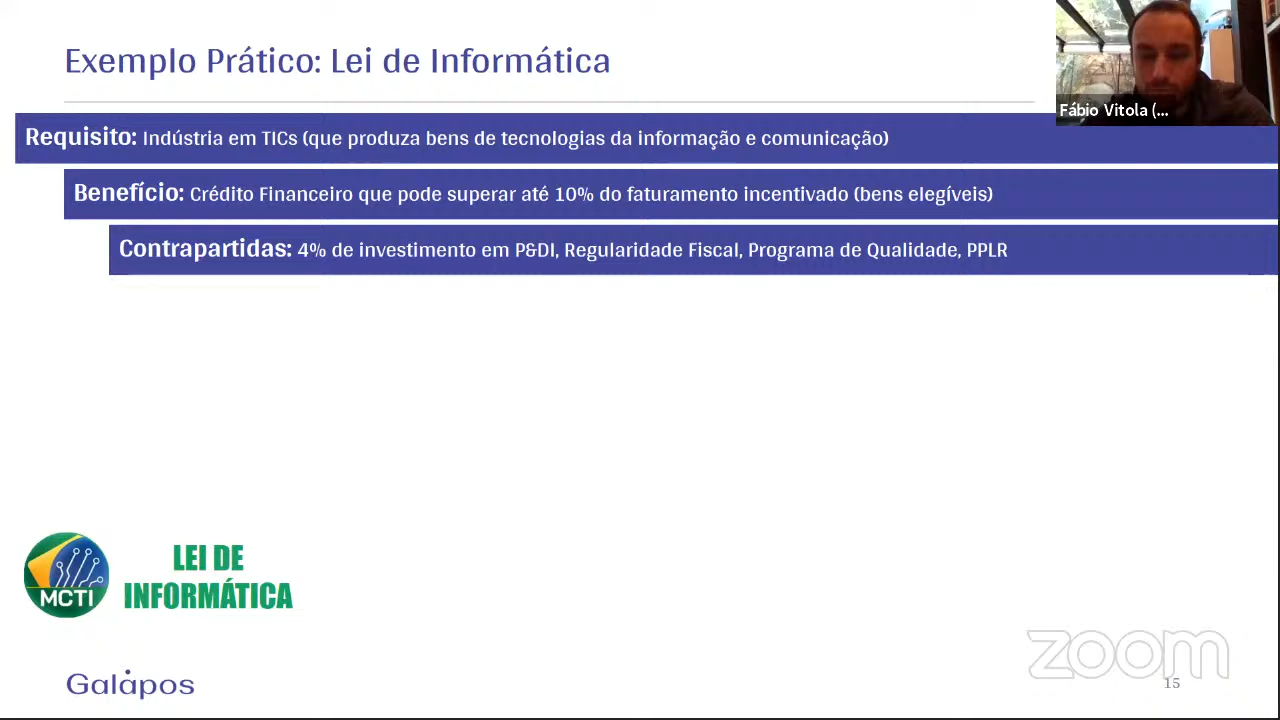 Exemplo Prático: Lei de Informática
Fábio Vitola (...
Requisito: Indústria em TICs (que produza bens de tecnologias da informação e comunicação)
Benefício: Crédito Financeiro que pode superar até 10% do faturamento incentivado (bens elegíveis)
Contrapartidas: 4% de investimento em P&DI, Regularidade Fiscal, Programa de Qualidade, PPLR
MCTI
LEI DE
INFORMÁTICA
zoom
Galapos
15